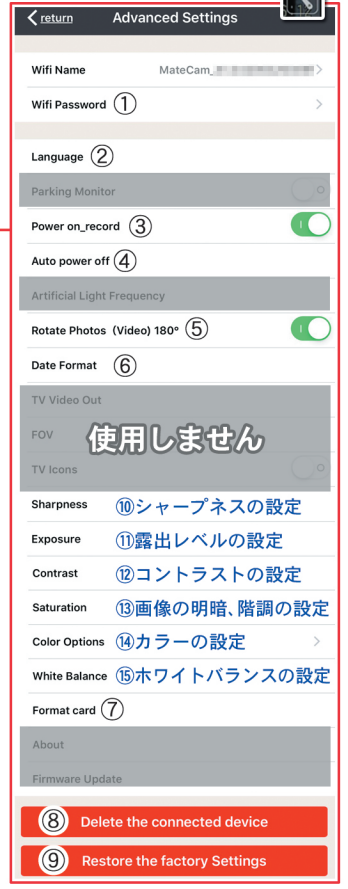 return Advanced Settings
Wifi Name MateCam_
Wifi Password ①
Language ②
Parking Monitor
Power on_record ③
Auto power off ④
Artificial Light Frequency
Rotate Photos (Video) 180° ⑤
Date Format ⑥
TV Video Out
FOV 使用しません
TV Icons
Sharpness ⑩シャープネスの設定
Exposure ⑪露出レベルの設定
Contrast ⑫コントラストの設定
Saturation ⑬画像の明暗、階調の設定
Color Options ⑭カラーの設定
White Balance ⑮ホワイトバランスの設定
Format card ⑦
About
Firmware Update
⑧ Delete the connected device
⑨ Restore the factory Settings